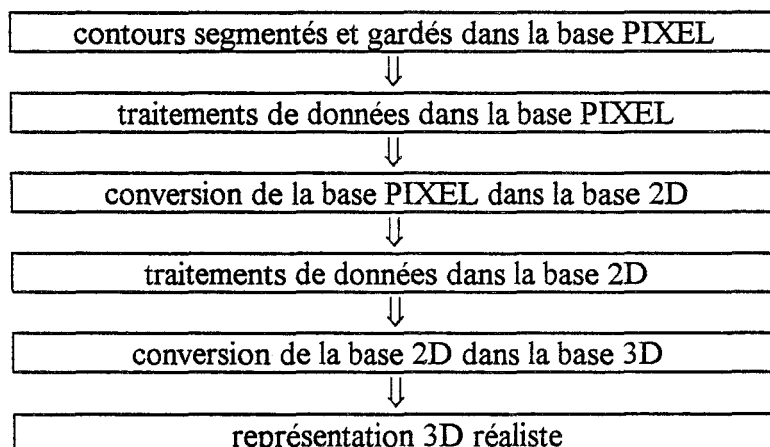 contours segmentés et gardés dans la base PIXEL
traitements de données dans la base PIXEL
conversion de la base PIXEL dans la base 2D
traitements de données dans la base 2D
conversion de la base 2D dans la base 3D
représentation 3D réaliste